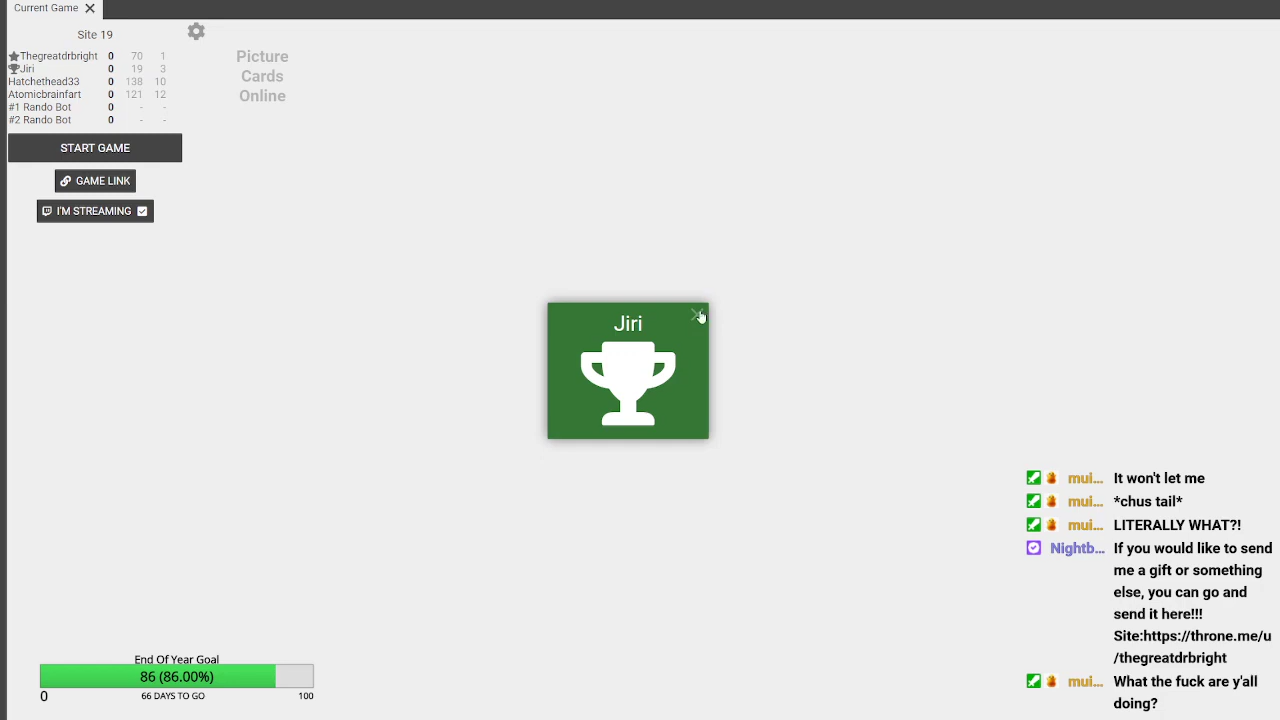 Current Game
Site 19
Thegreatdrbright 0 70 1
Jiri 0 19 3
Hatchethead33 0 138 10
Atomicbrainfart 0 121 12
#1 Rando Bot 0 - -
#2 Rando Bot 0 - -
START GAME
GAME LINK
I'M STREAMING
Picture
Cards
Online
Jiri
mui... It won't let me
mui... *chus tail*
mui... LITERALLY WHAT?!
Nightb... If you would like to send
me a gift or something
else, you can go and
send it here!!!
Site:https://throne.me/u
/thegreatdrbright
mui... What the fuck are y'all
doing?
End Of Year Goal
86 (86.00%)
0 66 DAYS TO GO 100